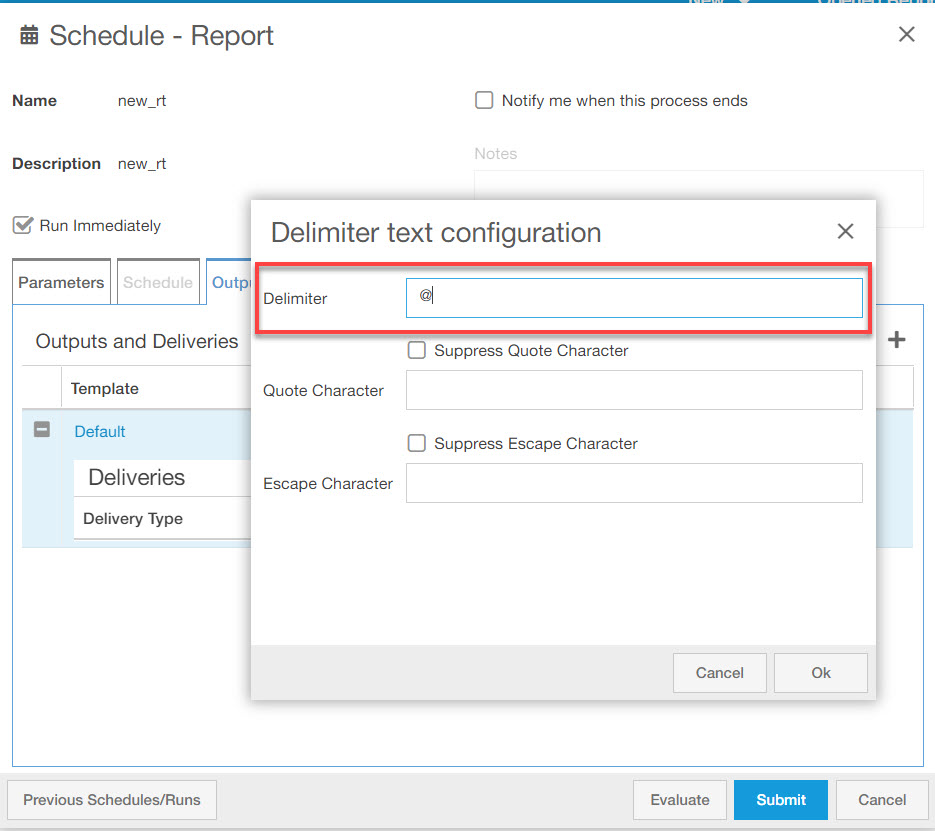 Schedule - Report
Name new_rt
Notify me when this process ends
Notes
Description new_rt
Run Immediately
Parameters Schedule Outpu
Outputs and Deliveries
Template
Default
Deliveries
Delivery Type
Delimiter text configuration
Delimiter @
Suppress Quote Character
Quote Character
Suppress Escape Character
Escape Character
Cancel Ok
Previous Schedules/Runs Evaluate Submit Cancel